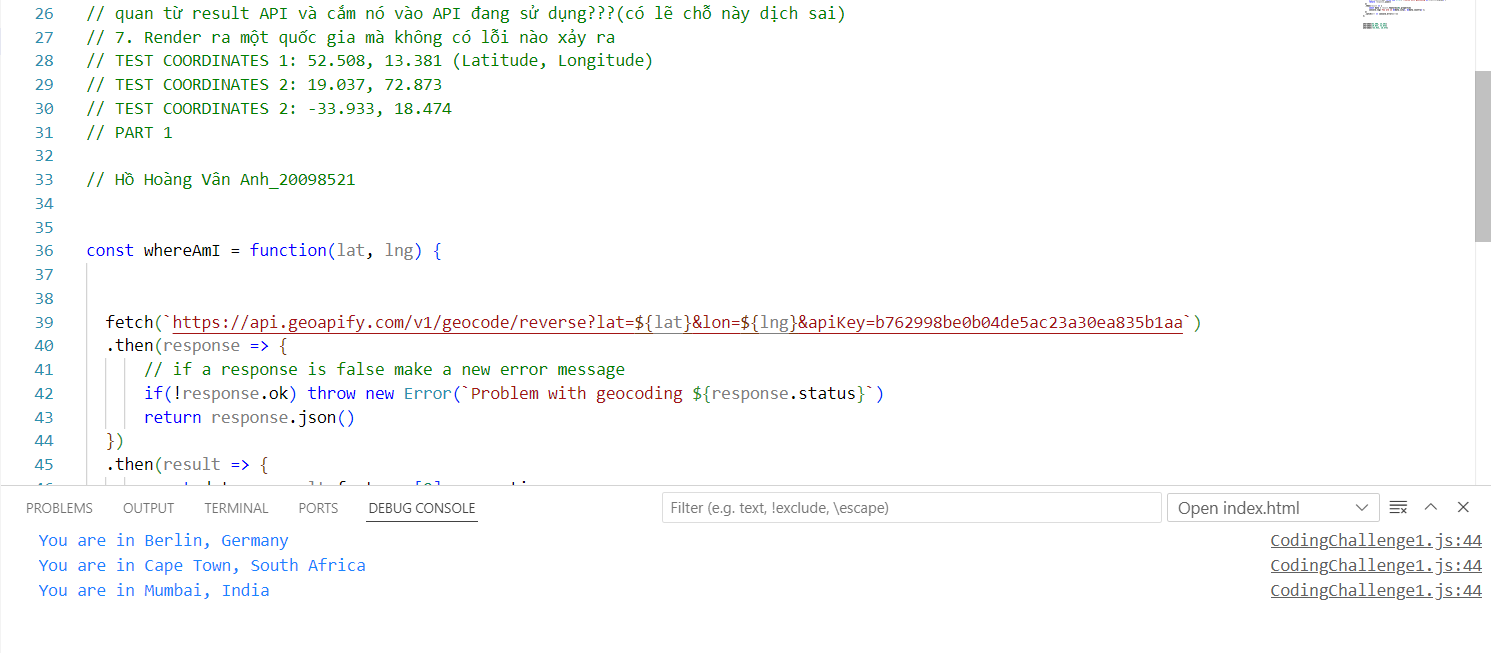 26 // quan từ result API và cắm nó vào API đang sử dụng???(có lẽ chỗ này dịch sai)
27 // 7. Render ra một quốc gia mà không có lỗi nào xảy ra
28 // TEST COORDINATES 1: 52.508, 13.381 (Latitude, Longitude)
29 // TEST COORDINATES 2: 19.037, 72.873
30 // TEST COORDINATES 2: -33.933, 18.474
31 // PART 1
32
33 // Hồ Hoàng Vân Anh_20098521
34
35
36 const whereAmI = function(lat, lng) {
37
38
39 fetch(`https://api.geoapify.com/v1/geocode/reverse?lat=${lat}&lon=${lng}&apiKey=b762998be0b04de5ac23a30ea835b1aa`)
40 .then(response => {
41 // if a response is false make a new error message
42 if(!response.ok) throw new Error(`Problem with geocoding ${response.status}`)
43 return response.json()
44 })
45 .then(result => {
PROBLEMS OUTPUT TERMINAL PORTS DEBUG CONSOLE Filter (e.g. text, !exclude, \escape) Open index.html
You are in Berlin, Germany CodingChallenge1.js:44
You are in Cape Town, South Africa CodingChallenge1.js:44
You are in Mumbai, India CodingChallenge1.js:44